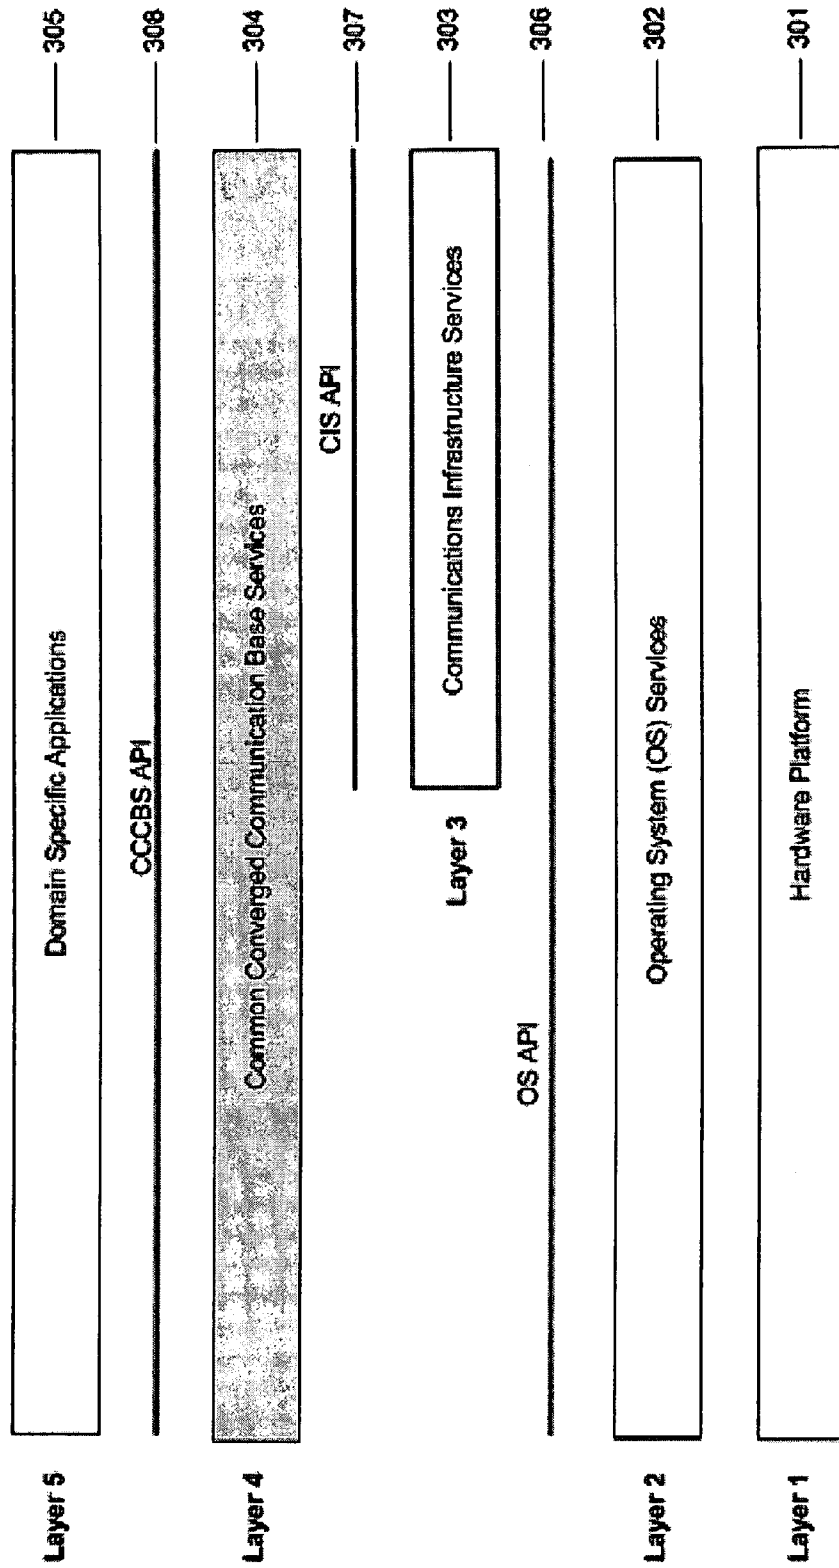 Layer 5
Domain Specific Applications
305
CCCBS API
308
Layer 4
Common Converged Communication Base Services
304
CIS API
307
Layer 3
Communications Infrastructure Services
303
OS API
306
Layer 2
Operating System (OS) Services
302
Layer 1
Hardware Platform
301